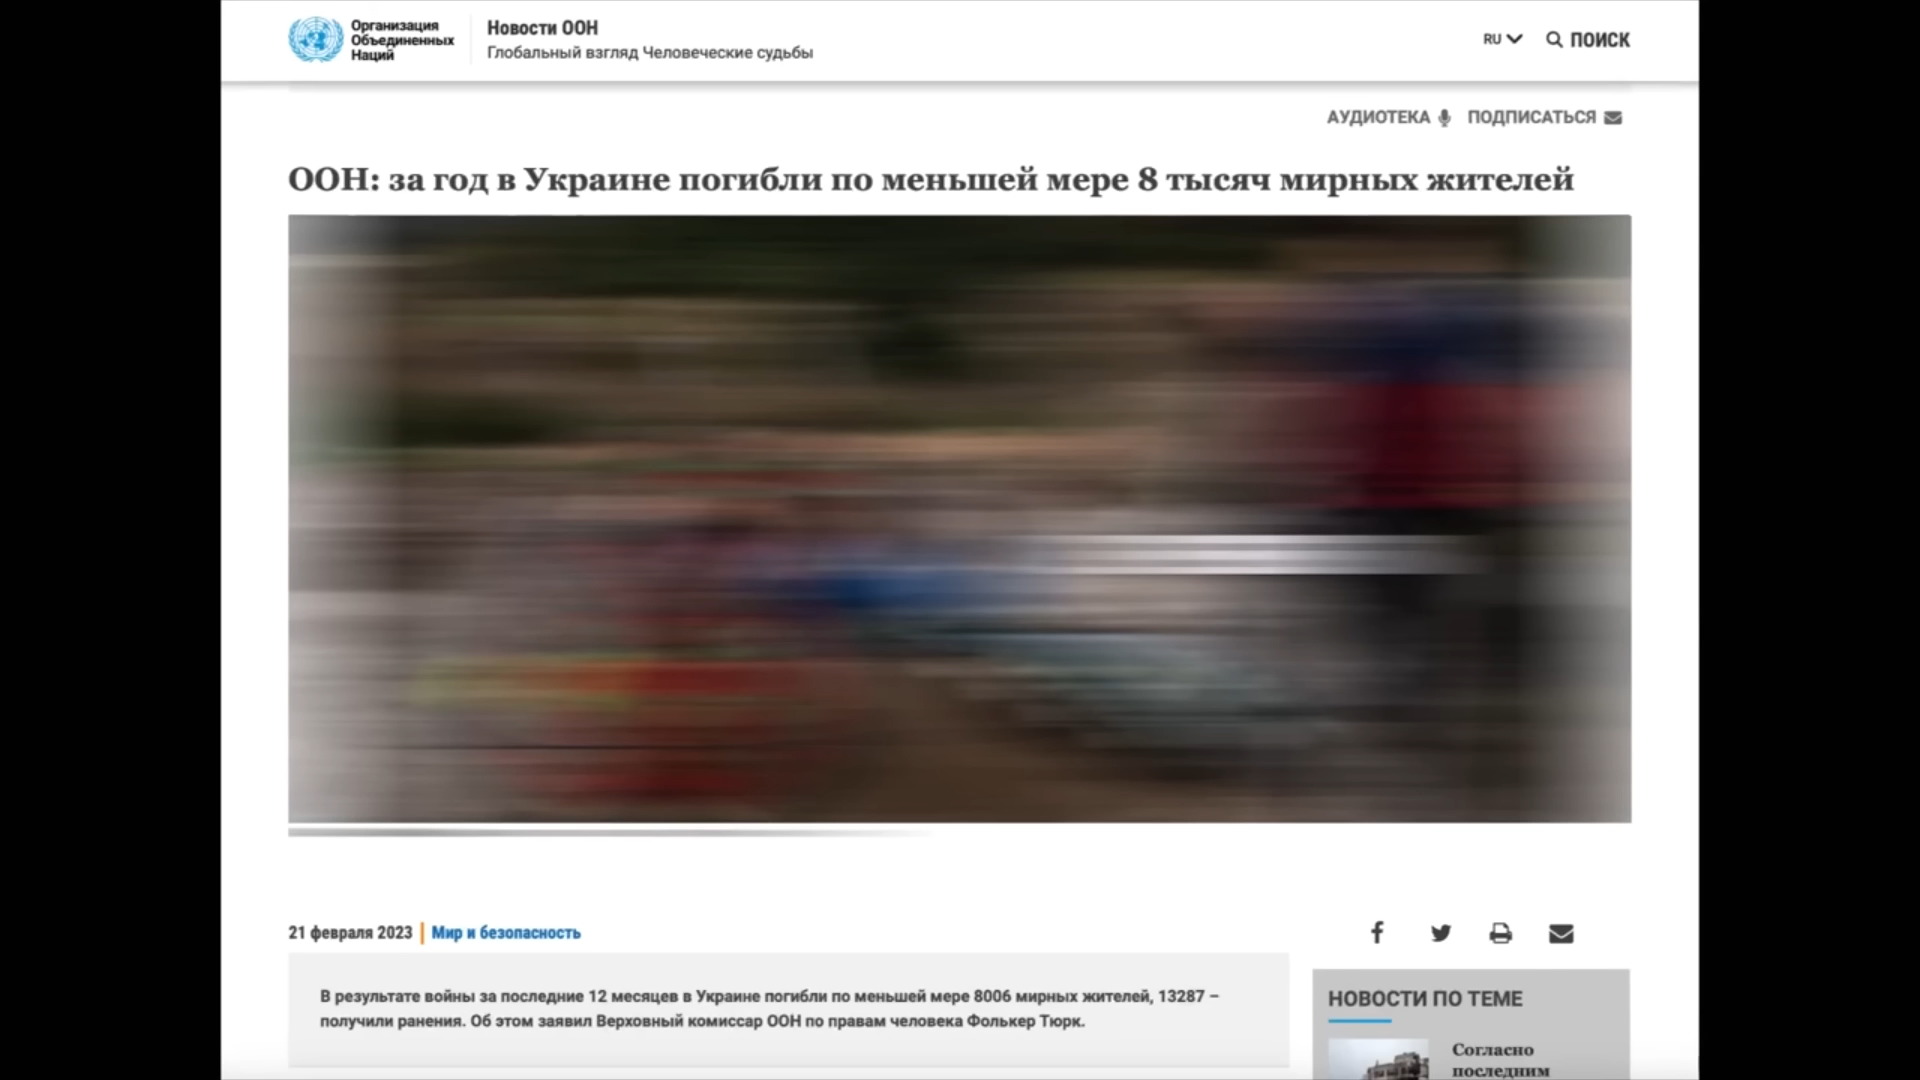 Организация
Объединенных
Наций
Новости ООН
Глобальный взгляд Человеческие судьбы
RU
ПОИСК
АУДИОТЕКА
ПОДПИСАТЬСЯ
ООН: за год в Украине погибли по меньшей мере 8 тысяч мирных жителей
21 февраля 2023
Мир и безопасность
В результате войны за последние 12 месяцев в Украине погибли по меньшей мере 8006 мирных жителей, 13287 –
получили ранения. Об этом заявил Верховный комиссар ООН по правам человека Фолькер Тюрк.
НОВОСТИ ПО ТЕМЕ
Согласно
последним